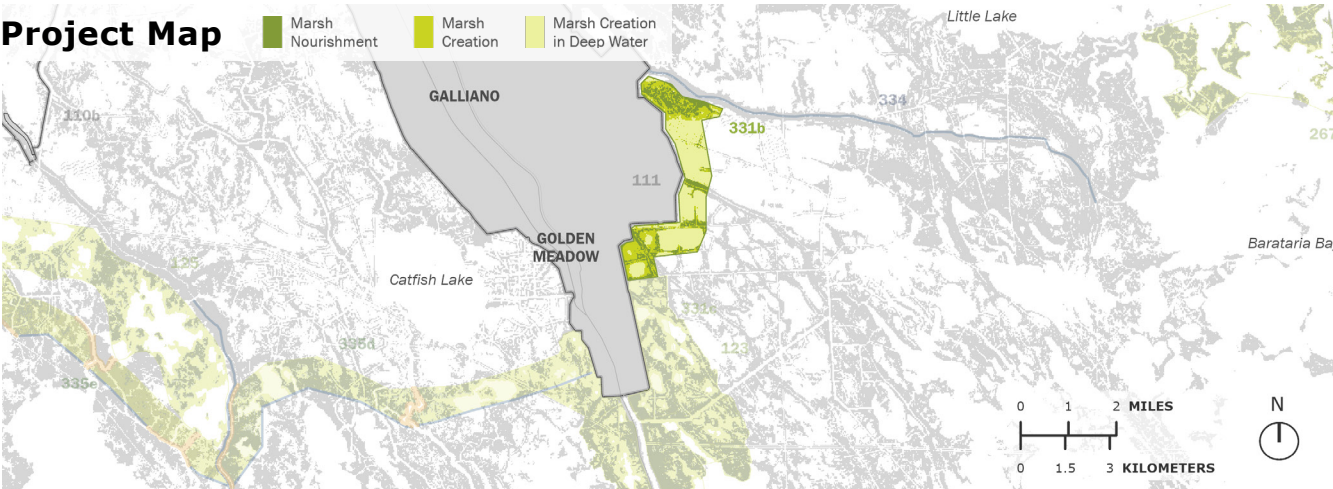 Project Map
Marsh
Nourishment
Marsh
Creation
Marsh Creation
in Deep Water
Little Lake
GALLIANO
334
110b
331b
267
111
GOLDEN
MEADOW
Barataria Ba
139
Catfish Lake
335d
123
335e
0 1 2 MILES
0 1.5 3 KILOMETERS
N